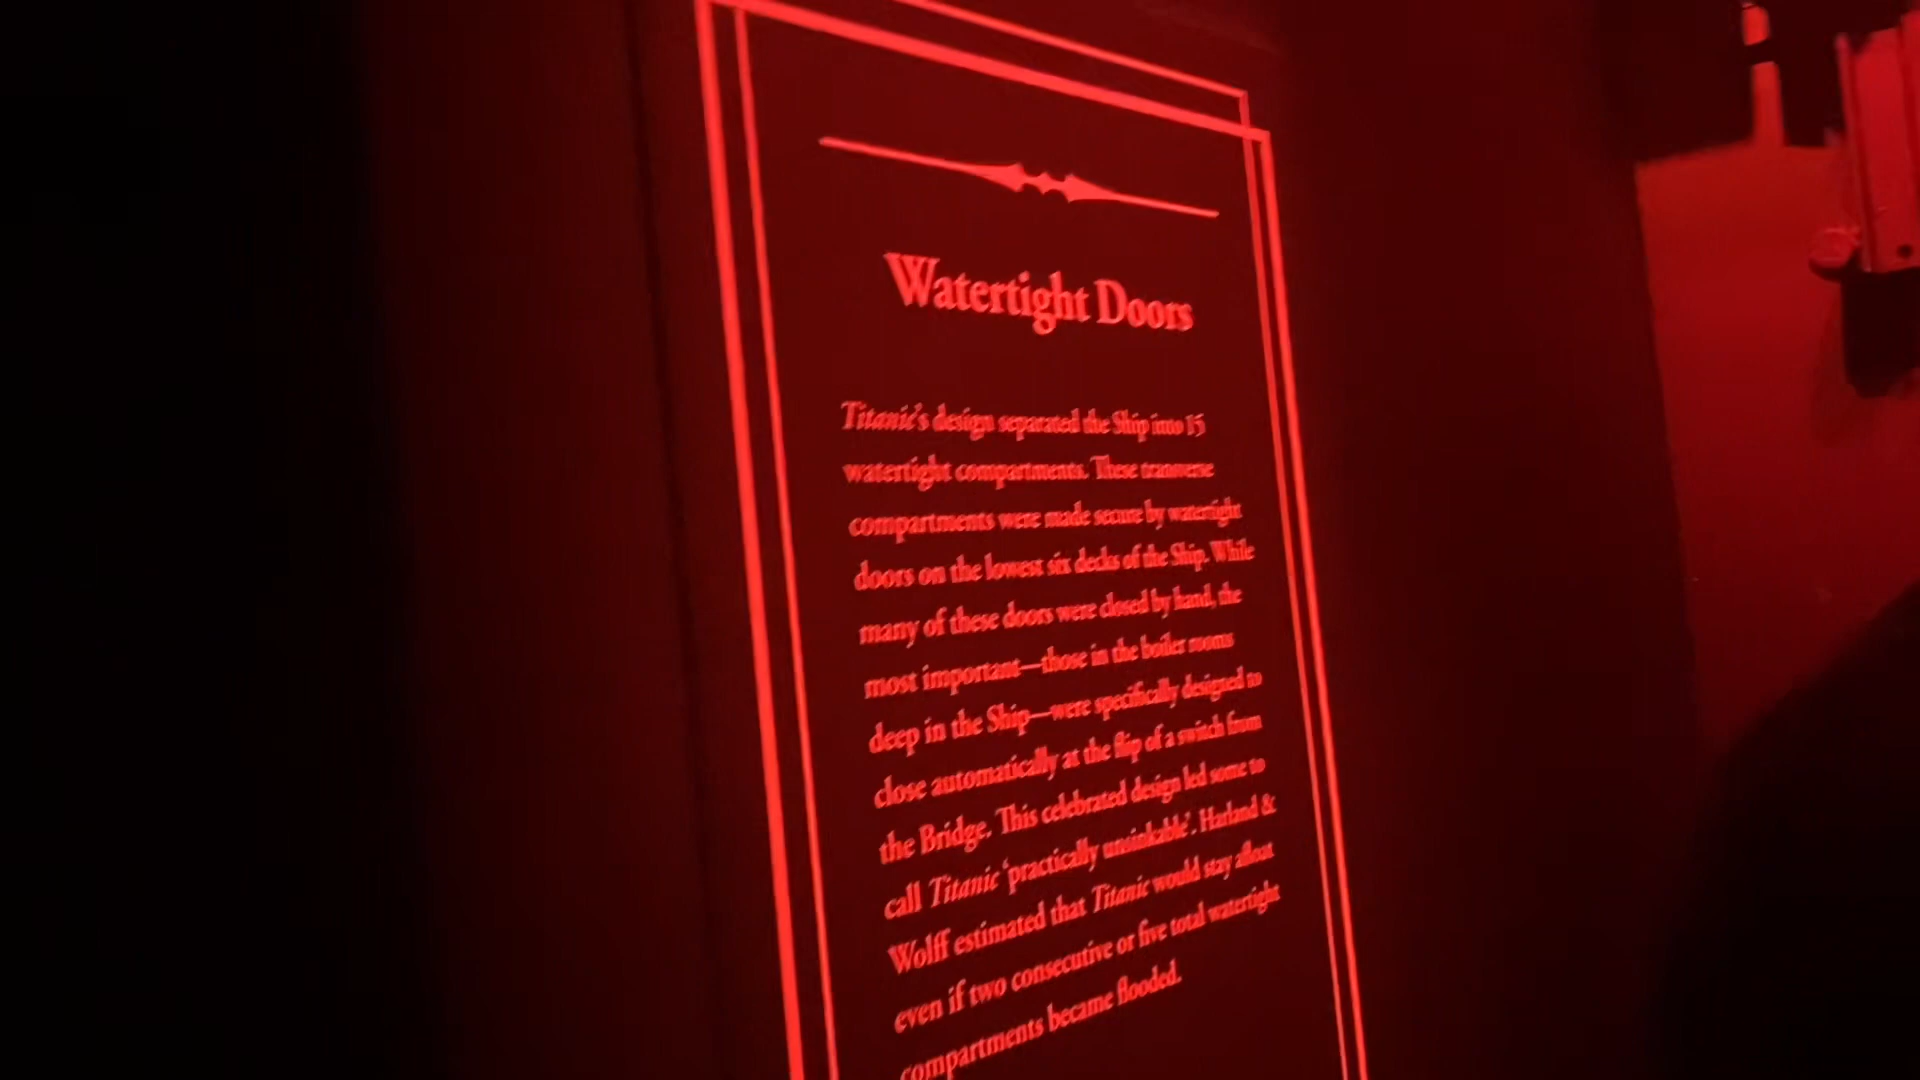 Watertight Doors
Titanic's design separated the Ship into 15
watertight compartments. These transverse
compartments were made secure by watertight
doors on the lowest six decks of the Ship. While
many of these doors were closed by hand, the
most important—those in the boiler rooms
deep in the Ship—were specifically designed to
close automatically at the flip of a switch from
the Bridge. This celebrated design led some to
call Titanic 'practically unsinkable'. Harland &
Wolff estimated that Titanic would stay afloat
even if two consecutive or five total watertight
compartments became flooded.